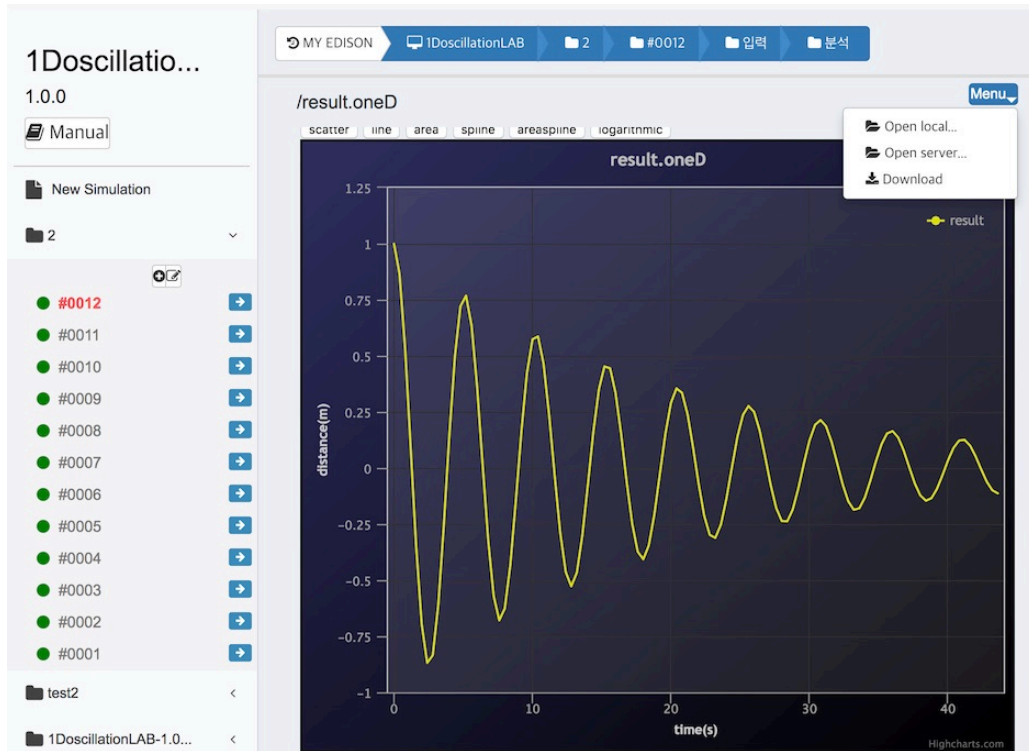 1Doscillatio...
1.0.0
Manual
New Simulation
2
#0012
#0011
#0010
#0009
#0008
#0007
#0006
#0005
#0004
#0003
#0002
#0001
test2
1DoscillationLAB-1.0...
MY EDISON 1DoscillationLAB 2 #0012 입력 분석
/result.oneD
Menu
Open local...
Open server...
Download
scatter line area spline areaspline logarithmic
result.oneD
result
distance(m)
1.25
1
0.75
0.5
0.25
0
−0.25
−0.5
−0.75
−1
0 10 20 30 40
time(s)
Highcharts.com